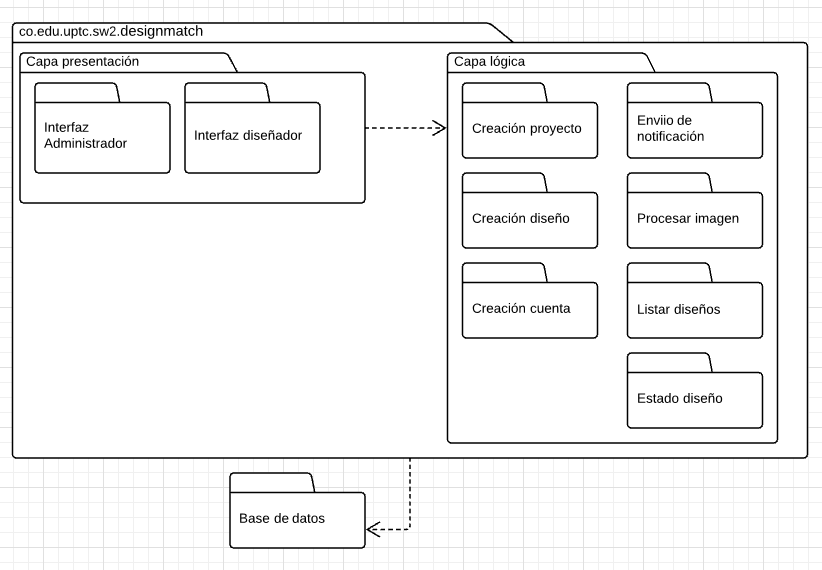 co.edu.uptc.sw2.designmatch
Capa presentación
Interfaz
Administrador
Interfaz diseñador
Capa lógica
Creación proyecto
Enviio de
notificación
Creación diseño
Procesar imagen
Creación cuenta
Listar diseños
Estado diseño
Base de datos